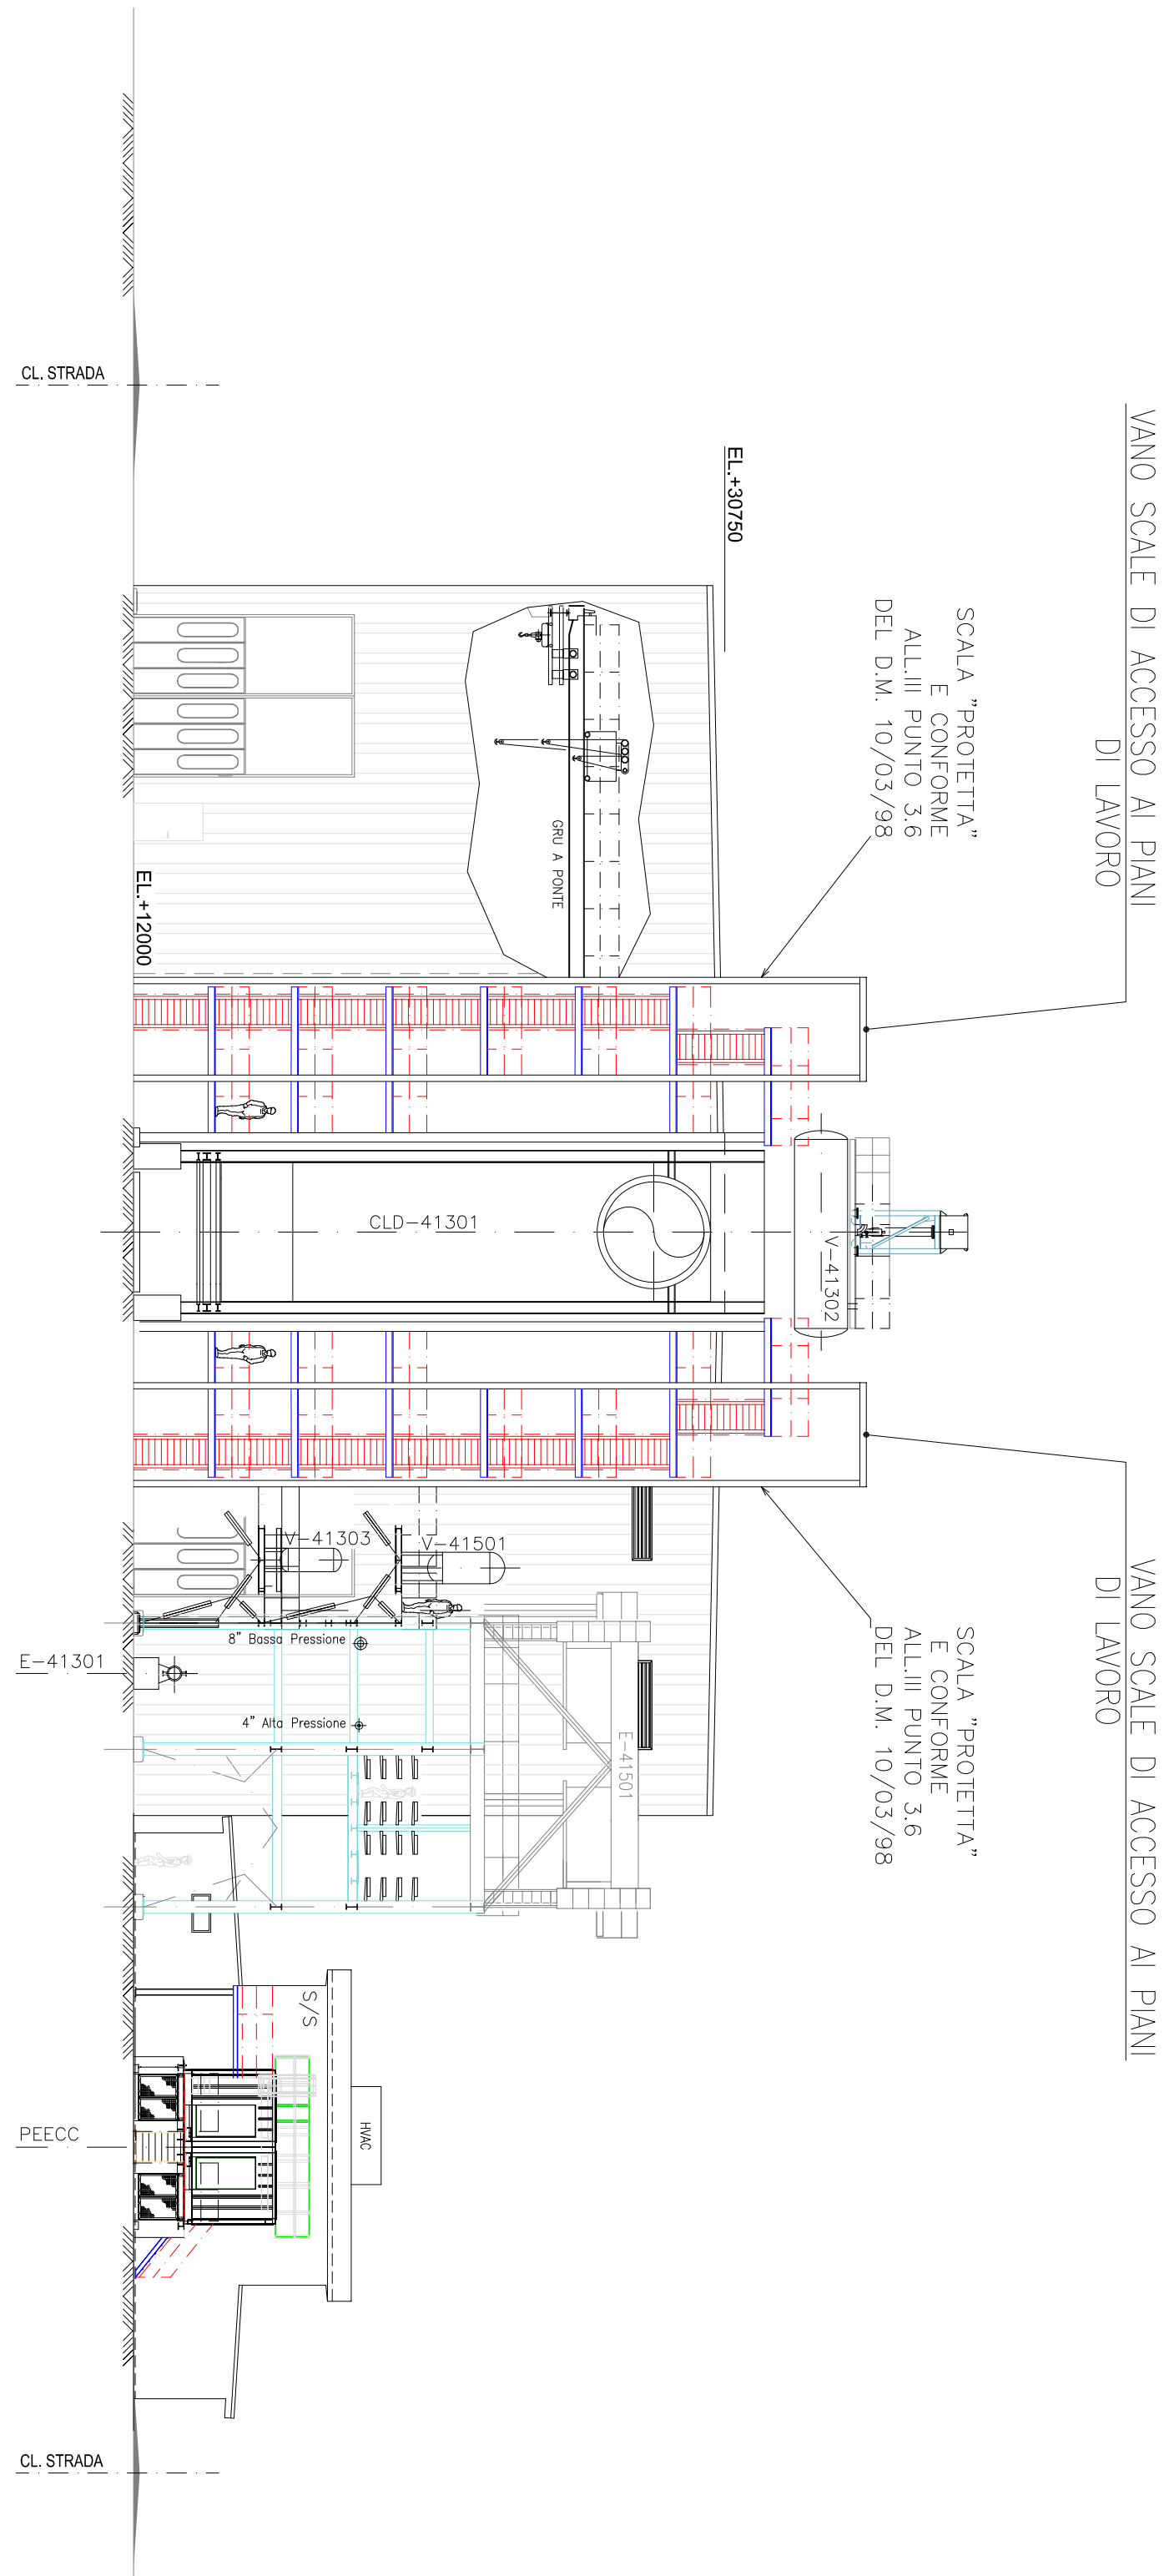 VANO SCALE DI ACCESSO AI PIANI
DI LAVORO
SCALA "PROTETTA"
E CONFORME
ALL.III PUNTO 3.6
DEL D.M. 10/03/98
EL.+30750
CL. STRADA
GRU A PONTE
EL.+12000
CLD-41301
V-41302
VANO SCALE DI ACCESSO AI PIANI
DI LAVORO
SCALA "PROTETTA"
E CONFORME
ALL.III PUNTO 3.6
DEL D.M. 10/03/98
V-41303
V-41501
8" Bassa Pressione
E-41301
4" Alta Pressione
E-41501
S/S
HVAC
PEECC
CL. STRADA